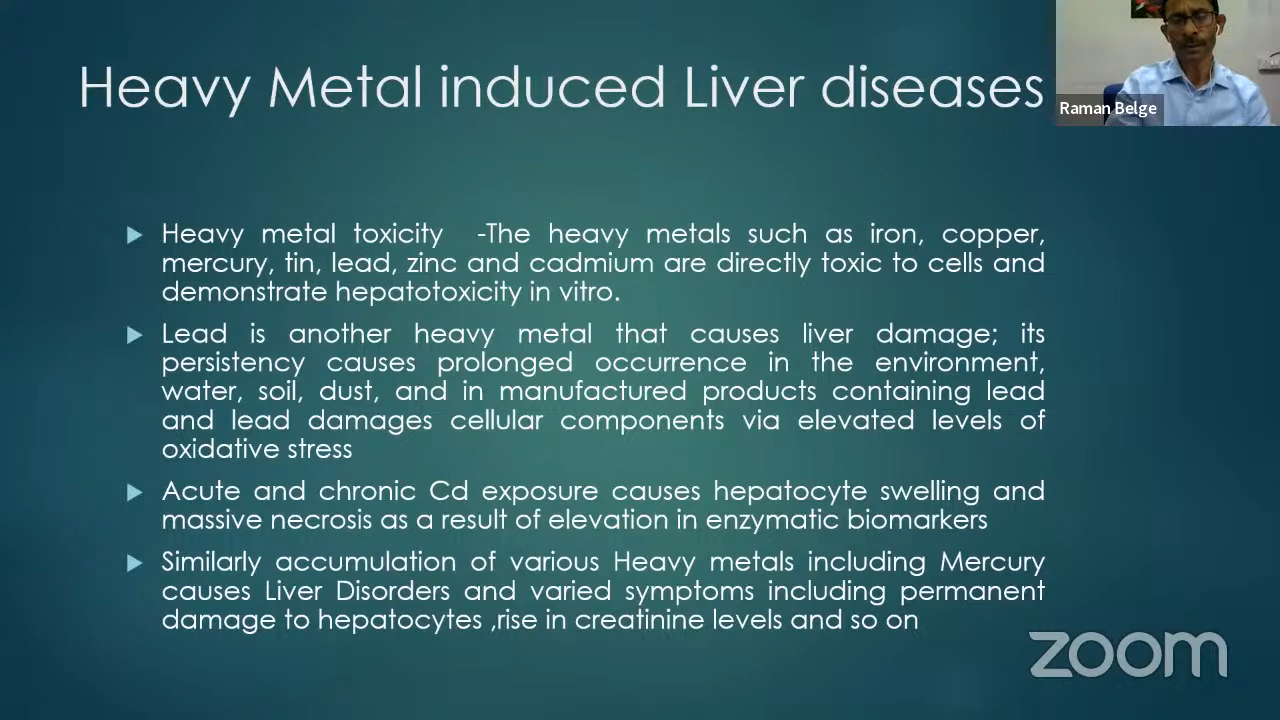 Heavy Metal induced Liver diseases
Raman Belge
Heavy metal toxicity -The heavy metals such as iron, copper,
mercury, tin, lead, zinc and cadmium are directly toxic to cells and
demonstrate hepatotoxicity in vitro.
Lead is another heavy metal that causes liver damage; its
persistency causes prolonged occurrence in the environment,
water, soil, dust, and in manufactured products containing lead
and lead damages cellular components via elevated levels of
oxidative stress
Acute and chronic Cd exposure causes hepatocyte swelling and
massive necrosis as a result of elevation in enzymatic biomarkers
Similarly accumulation of various Heavy metals including Mercury
causes Liver Disorders and varied symptoms including permanent
damage to hepatocytes ,rise in creatinine levels and so on
zoom